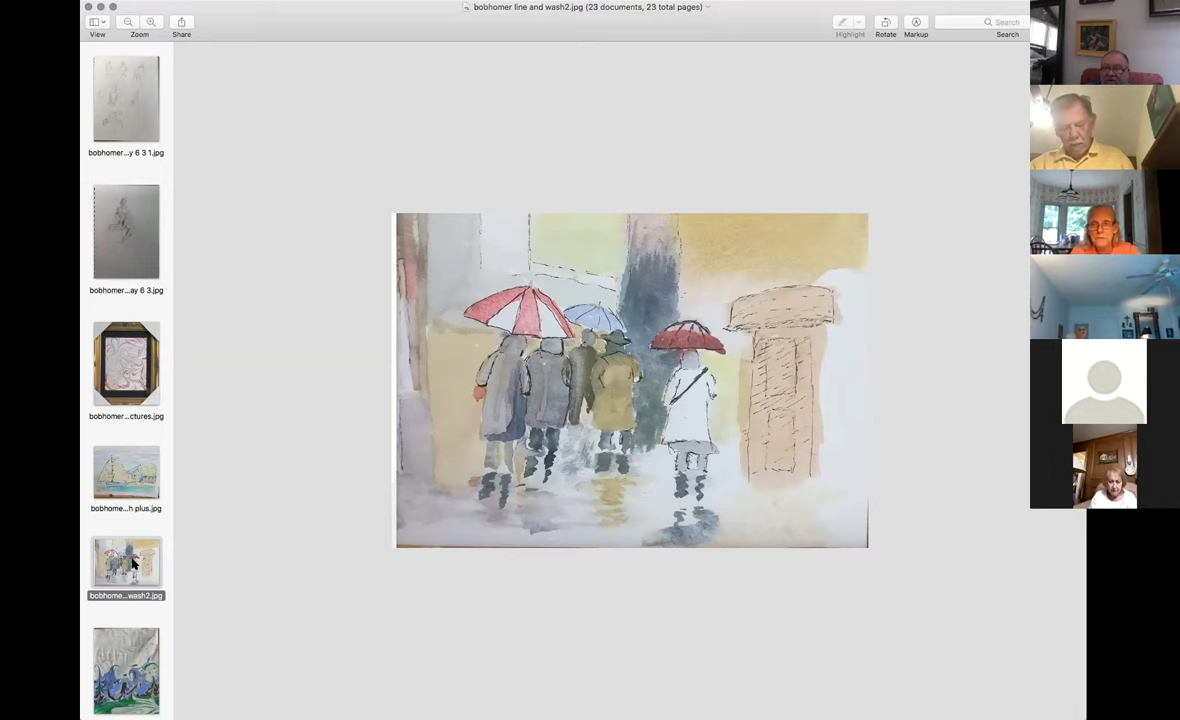 bobhomer line and wash2.jpg (23 documents, 23 total pages)
View
Zoom
Share
Highlight
Rotate
Markup
Search
Search
bobhomer...y 6 3 1.jpg
bobhomer...ay 6 3.jpg
bobhomer...ctures.jpg
bobhome...h plus.jpg
bobhome...wash2.jpg